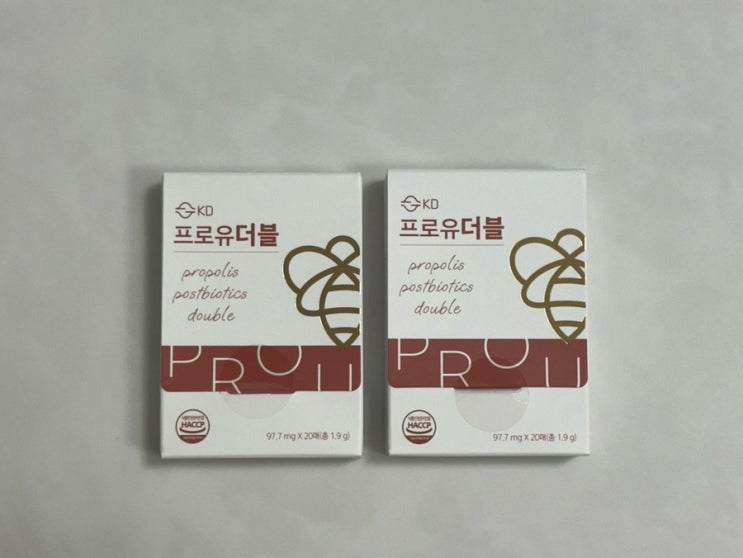 KD
프로유더블
propolis
postbiotics
double
PROU
HACCP
97.7 mg X 20매(총 1.9 g)
KD
프로유더블
propolis
postbiotics
double
PROU
HACCP
97.7 mg X 20매(총 1.9 g)